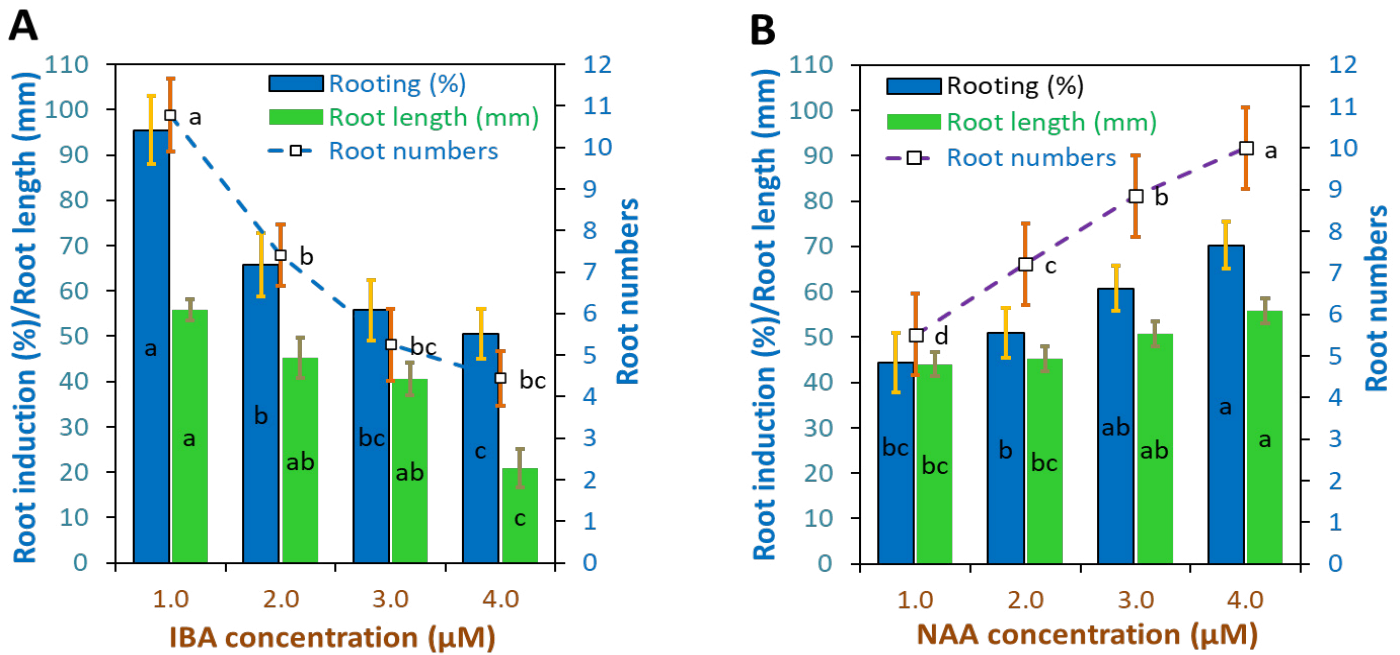 A
Root induction (%)/Root length (mm)
110
100
90
80
70
60
50
40
30
20
10
0
Rooting (%)
Root length (mm)
Root numbers
a
b
bc
bc
a
b
bc
c
a
ab
ab
c
12
11
10
9
8
7
6
5
4
3
2
1
0
Root numbers
1.0 2.0 3.0 4.0
IBA concentration (µM)
B
Root induction (%)/Root length (mm)
110
100
90
80
70
60
50
40
30
20
10
0
Rooting (%)
Root length (mm)
Root numbers
d
c
b
a
bc
b
ab
a
bc
bc
ab
a
12
11
10
9
8
7
6
5
4
3
2
1
0
Root numbers
1.0 2.0 3.0 4.0
NAA concentration (µM)